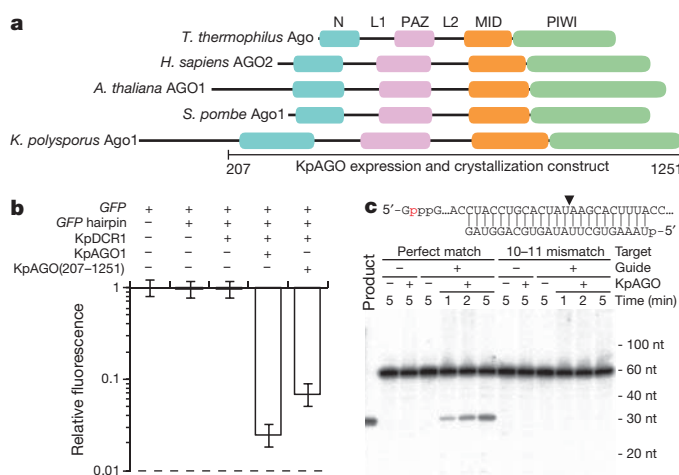 a
N L1 PAZ L2 MID PIWI
T. thermophilus Ago
H. sapiens AGO2
A. thaliana AGO1
S. pombe Ago1
K. polysporus Ago1
KpAGO expression and crystallization construct
207 1251
b
GFP + + + + +
GFP hairpin – + + + +
KpDCR1 – – + + +
KpAGO1 – – – + –
KpAGO(207–1251) – – – – +
Relative fluorescence
1
0.1
0.01
c
5′–GpppG...ACCUACCUGCACUAUAAGCACUUUACC...
GAUGGACGUGAUAUUCGUGAAAUp–5′
Perfect match 10–11 mismatch Target
– + – + Guide
– + – + – + – + KpAGO
Product 5 5 5 1 2 5 5 5 5 1 2 5 Time (min)
- 100 nt
- 60 nt
- 40 nt
- 30 nt
- 20 nt